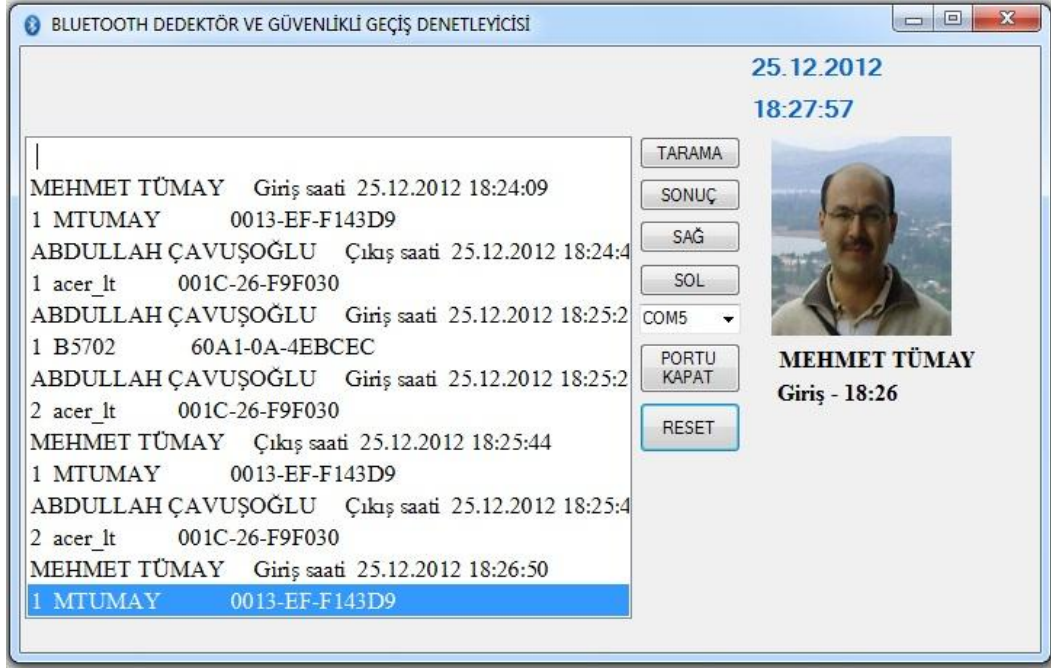 BLUETOOTH DEDEKTÖR VE GÜVENLİKLİ GEÇİŞ DENETLEYİCİSİ
25.12.2012
18:27:57
MEHMET TÜMAY Giriş saati 25.12.2012 18:24:09
1 MTUMAY 0013-EF-F143D9
ABDULLAH ÇAVUŞOĞLU Çıkış saati 25.12.2012 18:24:4
1 acer_lt 001C-26-F9F030
ABDULLAH ÇAVUŞOĞLU Giriş saati 25.12.2012 18:25:2
1 B5702 60A1-0A-4EBCEC
ABDULLAH ÇAVUŞOĞLU Giriş saati 25.12.2012 18:25:2
2 acer_lt 001C-26-F9F030
MEHMET TÜMAY Çıkış saati 25.12.2012 18:25:44
1 MTUMAY 0013-EF-F143D9
ABDULLAH ÇAVUŞOĞLU Çıkış saati 25.12.2012 18:25:4
2 acer_lt 001C-26-F9F030
MEHMET TÜMAY Giriş saati 25.12.2012 18:26:50
1 MTUMAY 0013-EF-F143D9
TARAMA
SONUÇ
SAĞ
SOL
COM5
PORTU
KAPAT
RESET
MEHMET TÜMAY
Giriş - 18:26